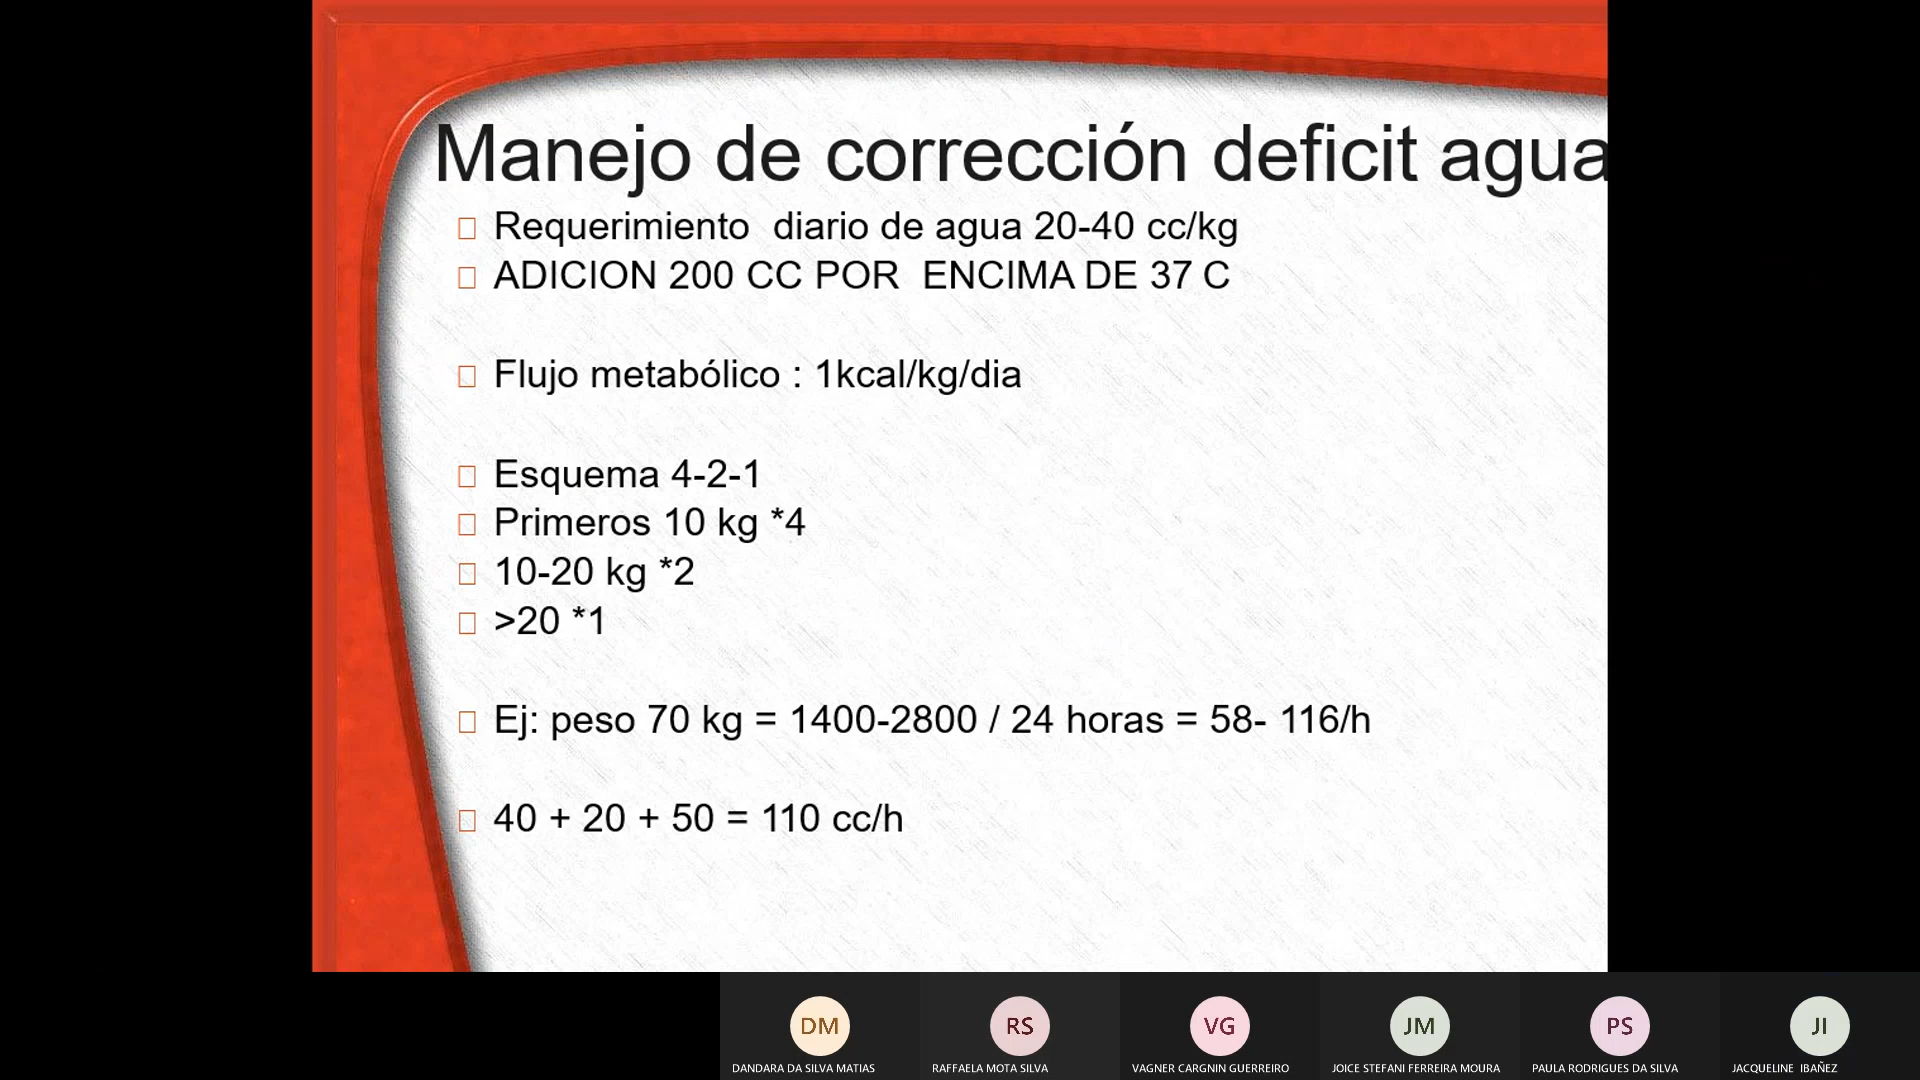 Manejo de corrección deficit agua
Requerimiento  diario de agua 20-40 cc/kg
ADICION 200 CC POR  ENCIMA DE 37 C
Flujo metabólico : 1kcal/kg/dia
Esquema 4-2-1
Primeros 10 kg *4
10-20 kg *2
>20 *1
Ej: peso 70 kg = 1400-2800 / 24 horas = 58- 116/h
40 + 20 + 50 = 110 cc/h
DM RS VG JM PS JI
DANDARA DA SILVA MATIAS RAFFAELA MOTA SILVA VAGNER CARGNIN GUERREIRO JOICE STEFANI FERREIRA MOURA PAULA RODRIGUES DA SILVA JACQUELINE  IBAÑEZ